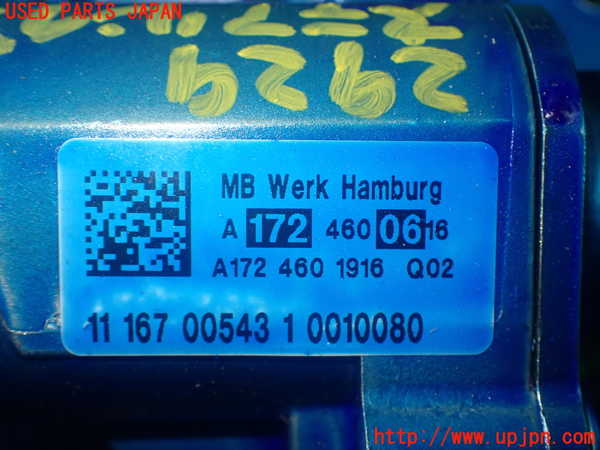 USED PARTS JAPAN
2929
MB Werk Hamburg
A 172 460 06 16
A172 460 1916 Q02
11 167 00543 1 0010080
http://www.upjpn.com/